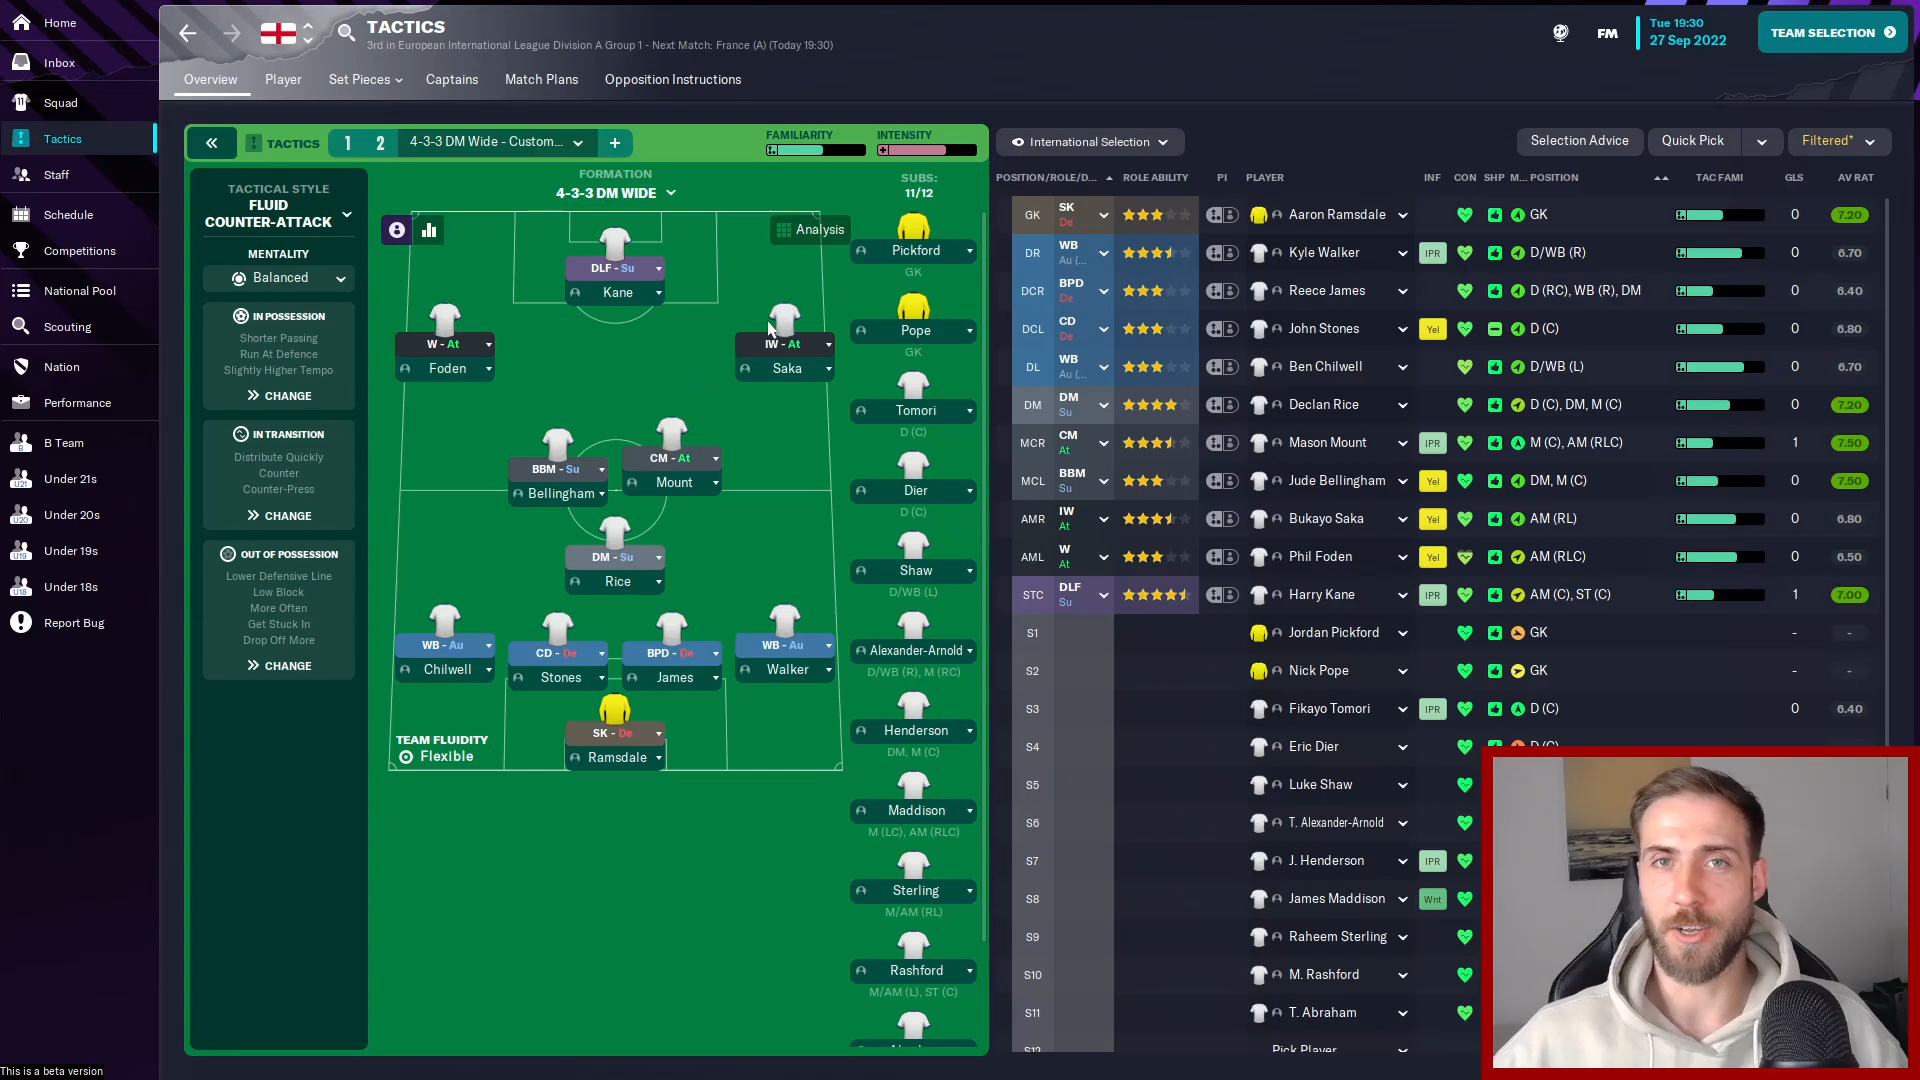 Home
Inbox
Squad
Tactics
Staff
Schedule
Competitions
National Pool
Scouting
Nation
Performance
B Team
Under 21s
Under 20s
Under 19s
Under 18s
Report Bug
This is a beta version
TACTICS
3rd in European International League Division A Group 1 - Next Match: France (A) (Today 19:30)
FM
Tue 19:30
27 Sep 2022
TEAM SELECTION
Overview
Player
Set Pieces
Captains
Match Plans
Opposition Instructions
TACTICS
1
2
4-3-3 DM Wide - Custom...
FAMILIARITY
INTENSITY
TACTICAL STYLE
FLUID
COUNTER-ATTACK
MENTALITY
Balanced
IN POSSESSION
Shorter Passing
Run At Defence
Slightly Higher Tempo
CHANGE
IN TRANSITION
Distribute Quickly
Counter
Counter-Press
CHANGE
OUT OF POSSESSION
Lower Defensive Line
Low Block
More Often
Get Stuck In
Drop Off More
CHANGE
FORMATION
4-3-3 DM WIDE
Analysis
DLF - Su
Kane
W - At
Foden
IW - At
Saka
BBM - Su
Bellingham
CM - At
Mount
DM - Su
Rice
WB - Au
Chilwell
CD - De
Stones
BPD - De
James
WB - Au
Walker
SK - De
Ramsdale
TEAM FLUIDITY
Flexible
SUBS:
11/12
Pickford
GK
Pope
GK
Tomori
D (C)
Dier
D (C)
Shaw
D/WB (L)
Alexander-Arnold
D/WB (R), M (RC)
Henderson
DM, M (C)
Maddison
M (LC), AM (RLC)
Sterling
M/AM (RL)
Rashford
M/AM (L), ST (C)
International Selection
Selection Advice
Quick Pick
Filtered*
POSITION/ROLE/D... ROLE ABILITY PI PLAYER INF CON SHP M... POSITION TAC FAMI GLS AV RAT
GK SK De Aaron Ramsdale GK 0 7.20
DR WB Au (... Kyle Walker IPR D/WB (R) 0 6.70
DCR BPD De Reece James D (RC), WB (R), DM 0 6.40
DCL CD De John Stones Yel D (C) 0 6.80
DL WB Au (... Ben Chilwell D/WB (L) 0 6.70
DM DM Su Declan Rice D (C), DM, M (C) 0 7.20
MCR CM At Mason Mount IPR M (C), AM (RLC) 1 7.50
MCL BBM Su Jude Bellingham Yel DM, M (C) 0 7.50
AMR IW At Bukayo Saka Yel AM (RL) 0 6.80
AML W At Phil Foden Yel AM (RLC) 0 6.50
STC DLF Su Harry Kane IPR AM (C), ST (C) 1 7.00
S1 Jordan Pickford GK - -
S2 Nick Pope GK - -
S3 Fikayo Tomori IPR D (C) 0 6.40
S4 Eric Dier D (C)
S5 Luke Shaw
S6 T. Alexander-Arnold
S7 J. Henderson IPR
S8 James Maddison Wnt
S9 Raheem Sterling
S10 M. Rashford
S11 T. Abraham
S12 Pick Player